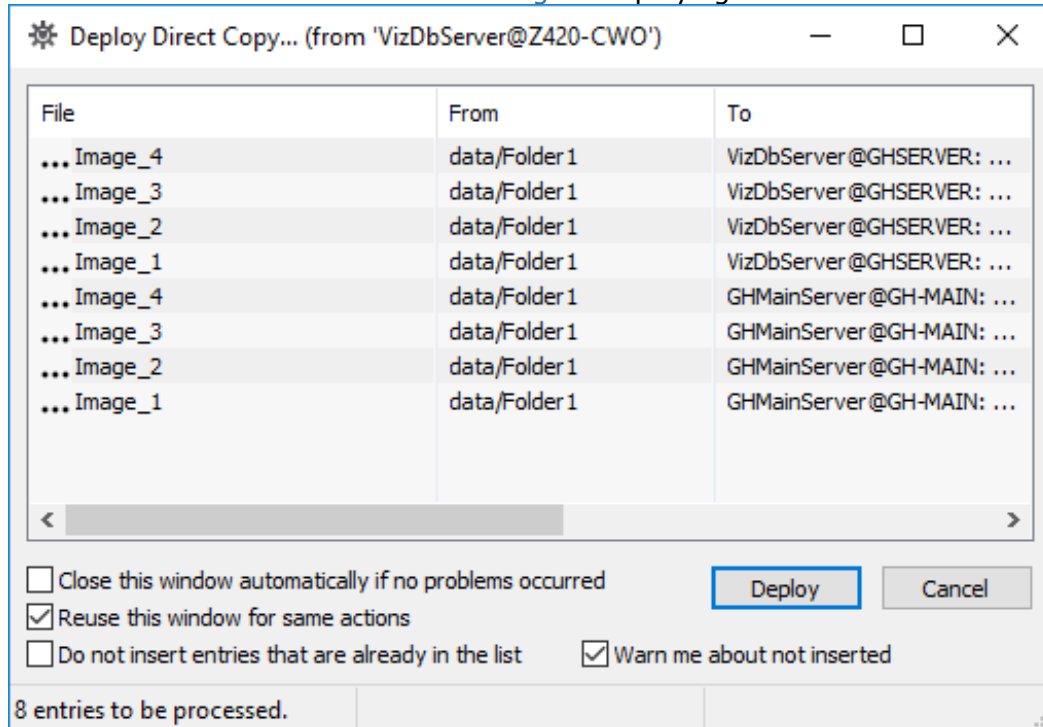 Deploy Direct Copy... (from 'VizDbServer@Z420-CWO')
File From To
... Image_4 data/Folder1 VizDbServer@GHSERVER: ...
... Image_3 data/Folder1 VizDbServer@GHSERVER: ...
... Image_2 data/Folder1 VizDbServer@GHSERVER: ...
... Image_1 data/Folder1 VizDbServer@GHSERVER: ...
... Image_4 data/Folder1 GHMainServer@GH-MAIN: ...
... Image_3 data/Folder1 GHMainServer@GH-MAIN: ...
... Image_2 data/Folder1 GHMainServer@GH-MAIN: ...
... Image_1 data/Folder1 GHMainServer@GH-MAIN: ...
Close this window automatically if no problems occurred Deploy Cancel
Reuse this window for same actions
Do not insert entries that are already in the list Warn me about not inserted
8 entries to be processed.